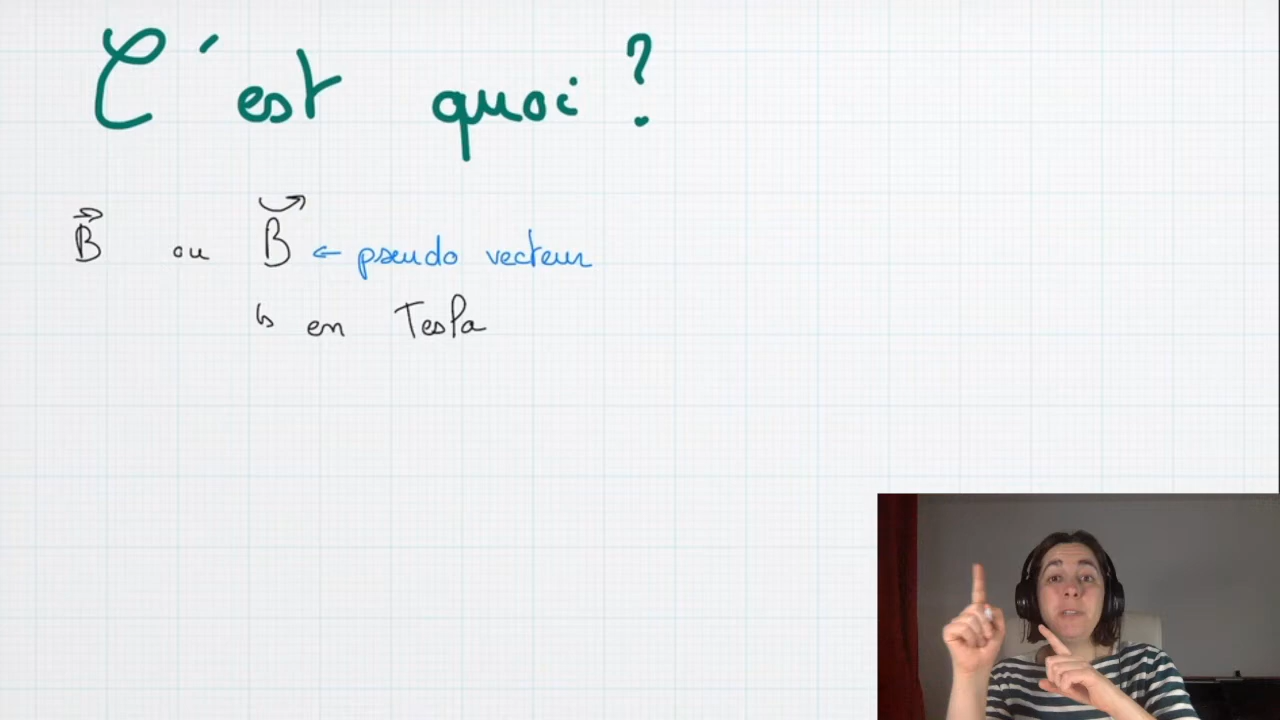 C'est quoi ?
B⃗ ou B⃗ ← pseudo vecteur
↳ en Tesla